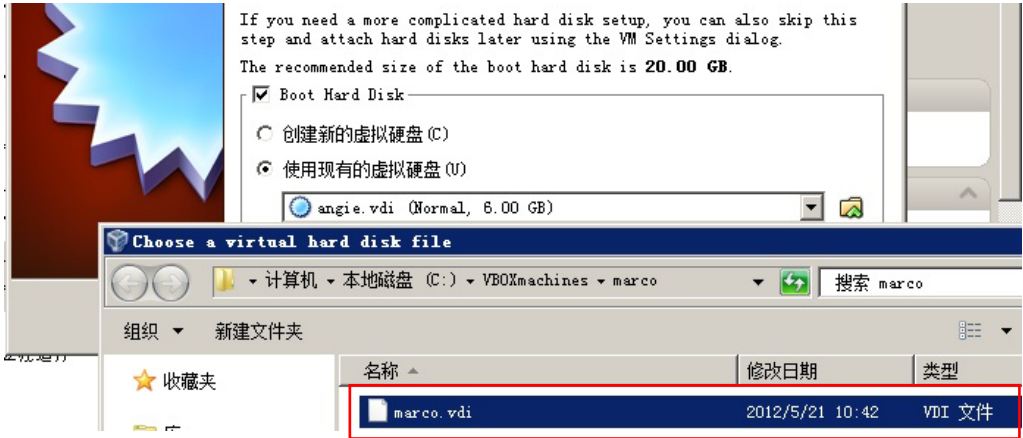 If you need a more complicated hard disk setup, you can also skip this
step and attach hard disks later using the VM Settings dialog.
The recommended size of the boot hard disk is 20.00 GB.
Boot Hard Disk
创建新的虚拟硬盘(C)
使用现有的虚拟硬盘(U)
angie.vdi (Normal, 6.00 GB)
Choose a virtual hard disk file
计算机 本地磁盘 (C:) VBOXmachines marco 搜索 marco
组织 新建文件夹
名称 修改日期 类型
收藏夹
marco.vdi 2012/5/21 10:42 VDI 文件